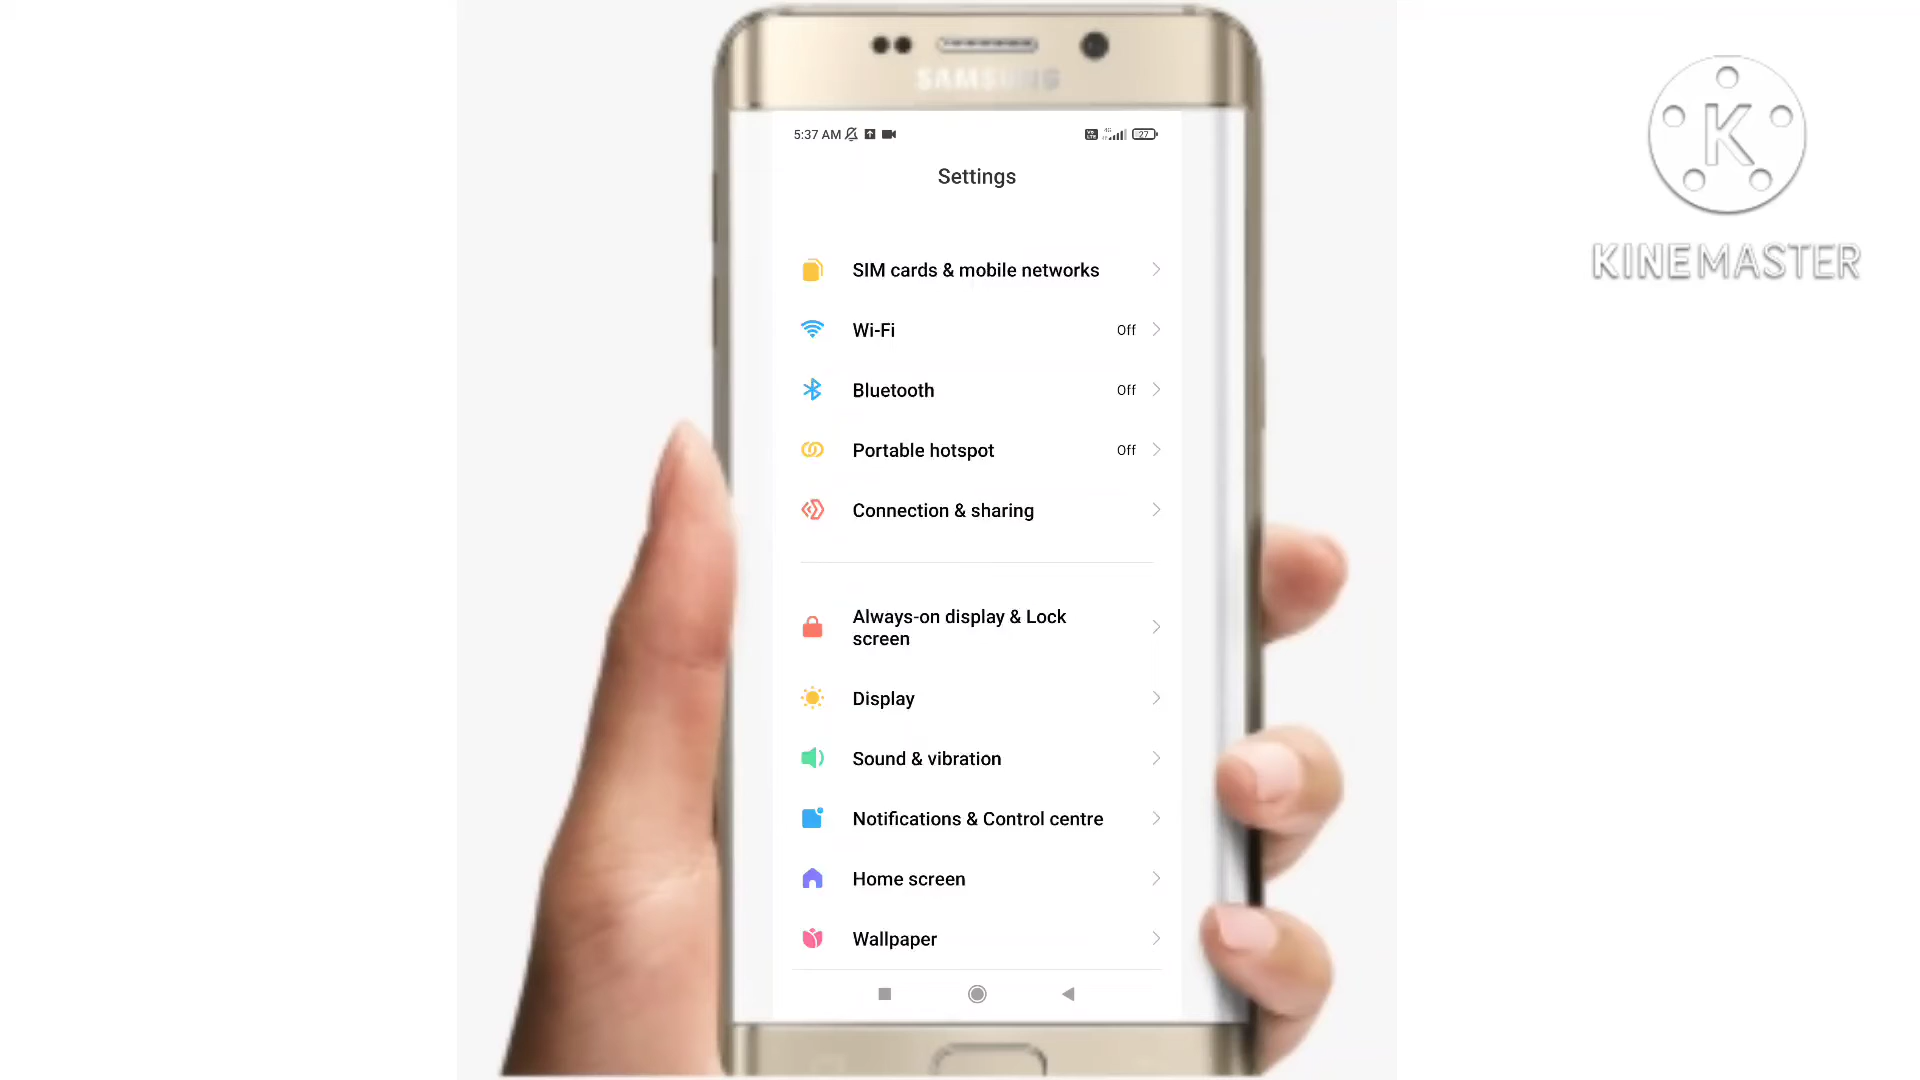 SAMSUNG
5:37 AM
27
Settings
SIM cards & mobile networks
Wi-Fi Off
Bluetooth Off
Portable hotspot Off
Connection & sharing
Always-on display & Lock
screen
Display
Sound & vibration
Notifications & Control centre
Home screen
Wallpaper
K
KINEMASTER